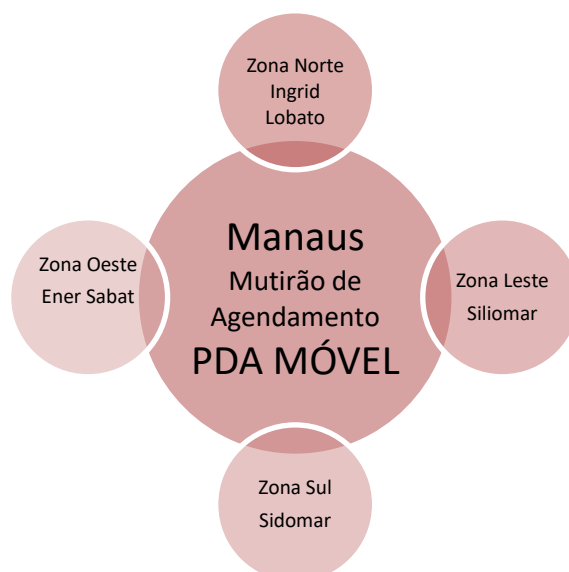 Zona Norte
Ingrid
Lobato
Manaus
Mutirão de
Agendamento
PDA MÓVEL
Zona Oeste
Ener Sabat
Zona Leste
Siliomar
Zona Sul
Sidomar